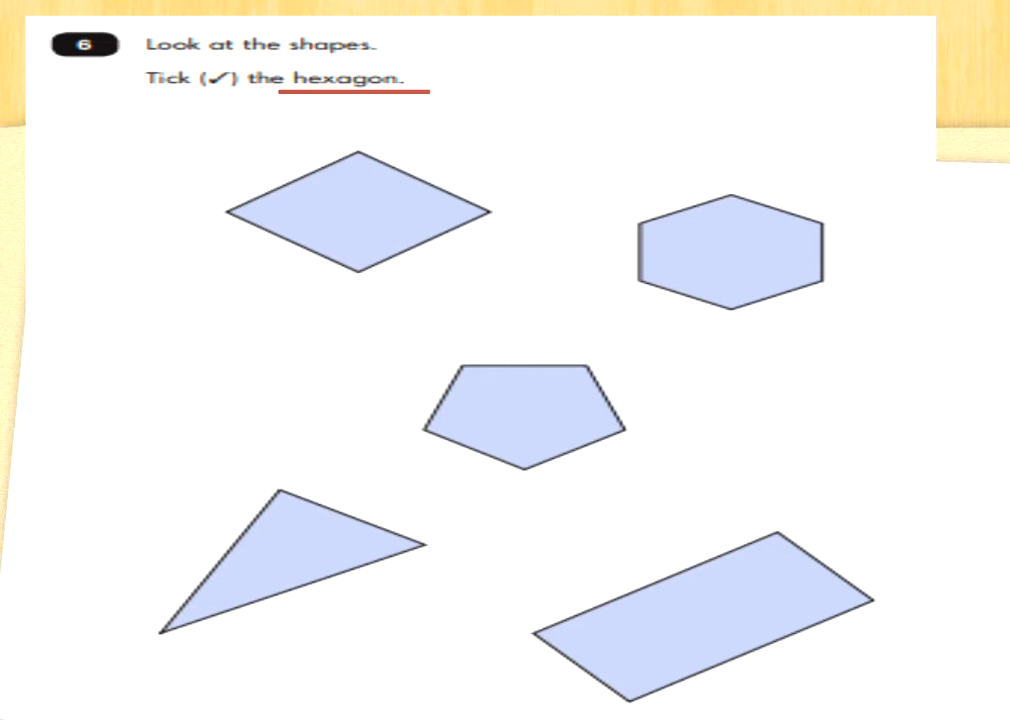 6 Look at the shapes.
Tick (✓) the hexagon.